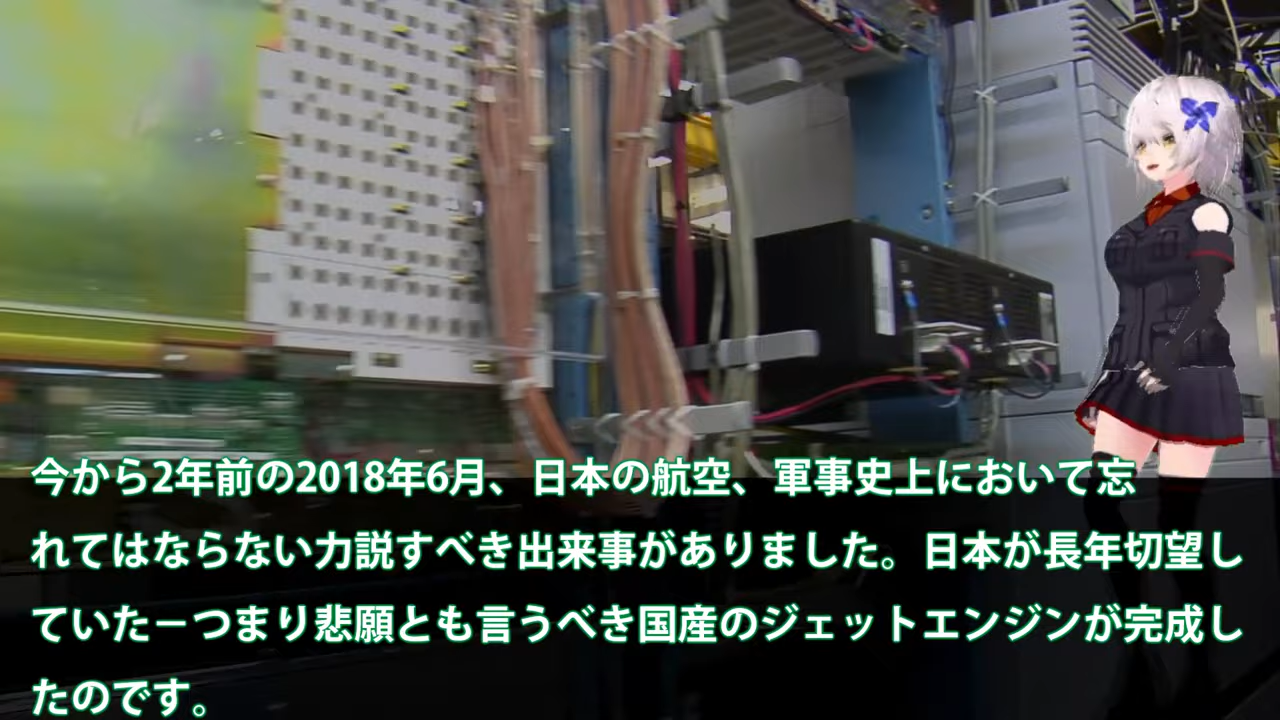 今から2年前の2018年6月、日本の航空、軍事史上において忘
れてはならない力説すべき出来事がありました。日本が長年切望し
ていた－つまり悲願とも言うべき国産のジェットエンジンが完成し
たのです。